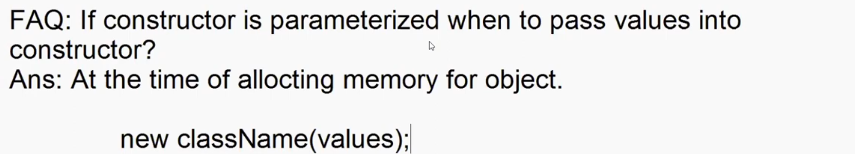 FAQ: If constructor is parameterized when to pass values into
constructor?
Ans: At the time of allocting memory for object.
new className(values);